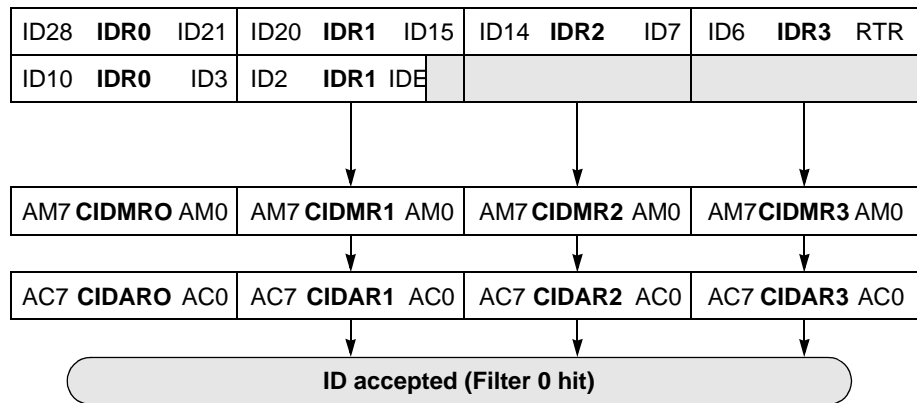 ID28 IDR0 ID21 ID20 IDR1 ID15 ID14 IDR2 ID7 ID6 IDR3 RTR
ID10 IDR0 ID3 ID2 IDR1 IDE
AM7 CIDMRO AM0 AM7 CIDMR1 AM0 AM7 CIDMR2 AM0 AM7 CIDMR3 AM0
AC7 CIDARO AC0 AC7 CIDAR1 AC0 AC7 CIDAR2 AC0 AC7 CIDAR3 AC0
ID accepted (Filter 0 hit)